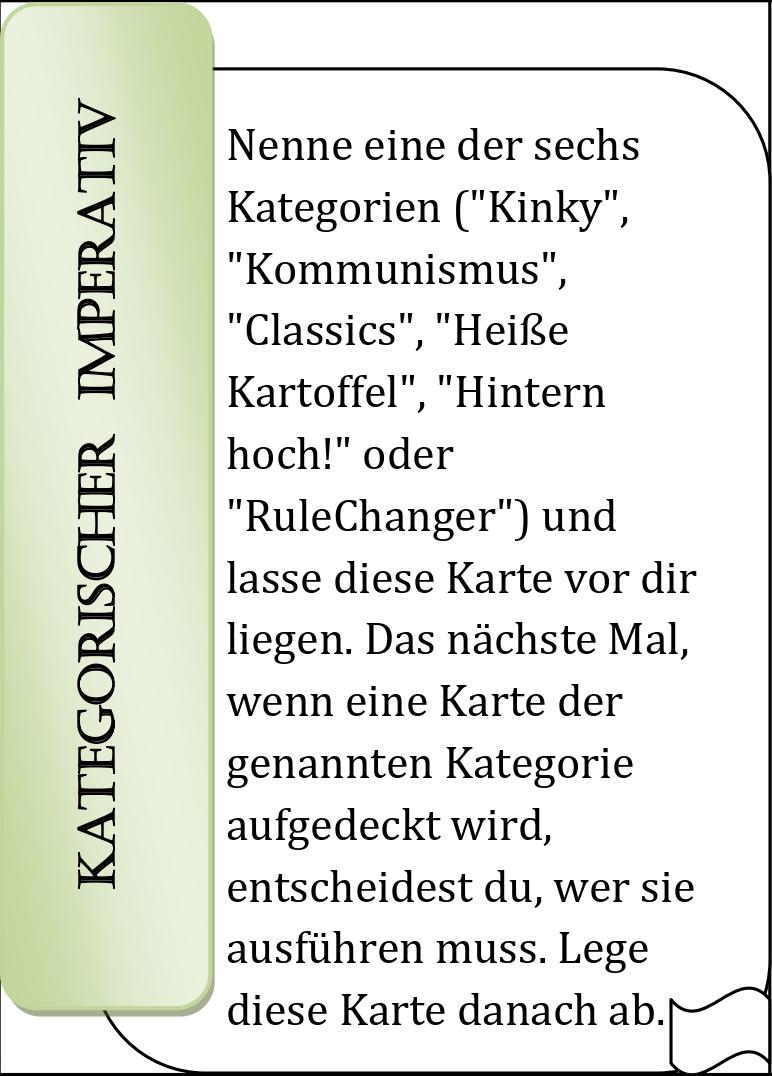 KATEGORISCHER IMPERATIV
Nenne eine der sechs
Kategorien ("Kinky",
"Kommunismus",
"Classics", "Heiße
Kartoffel", "Hintern
hoch!" oder
"RuleChanger") und
lasse diese Karte vor dir
liegen. Das nächste Mal,
wenn eine Karte der
genannten Kategorie
aufgedeckt wird,
entscheidest du, wer sie
ausführen muss. Lege
diese Karte danach ab.